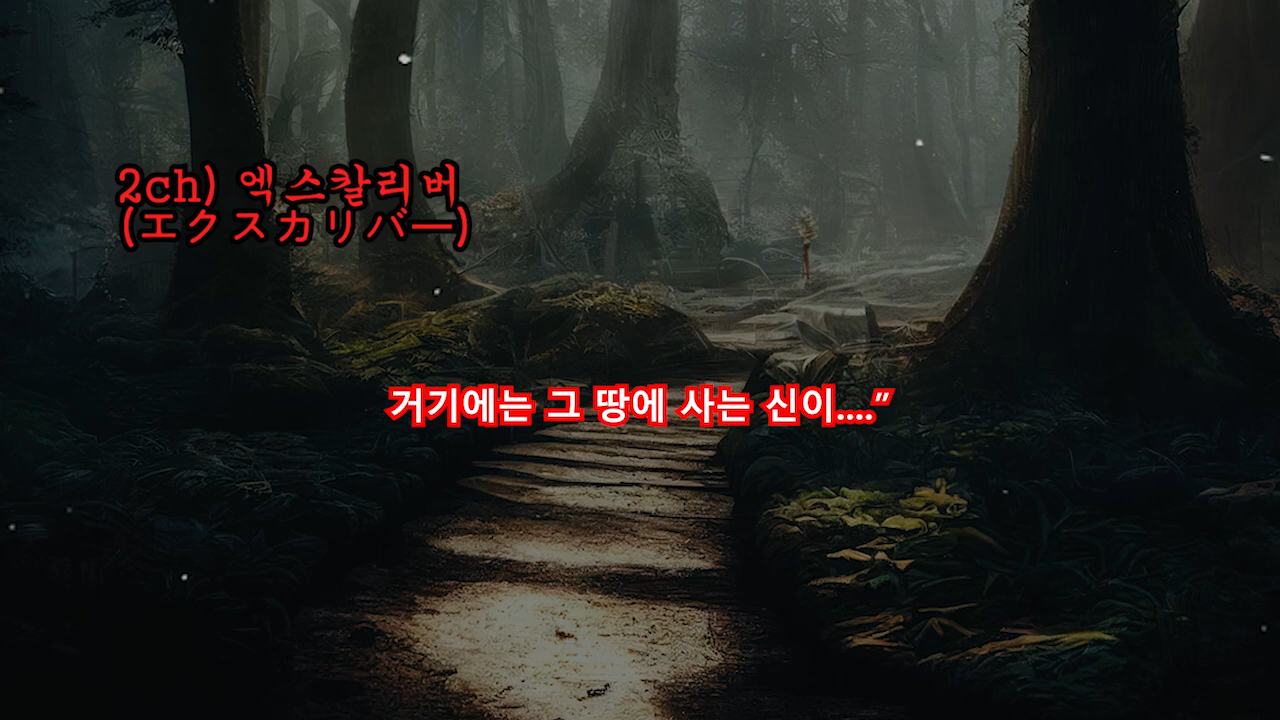 2ch) 엑스칼리버
(エクスカリバー)
거기에는 그 땅에 사는 신이....”